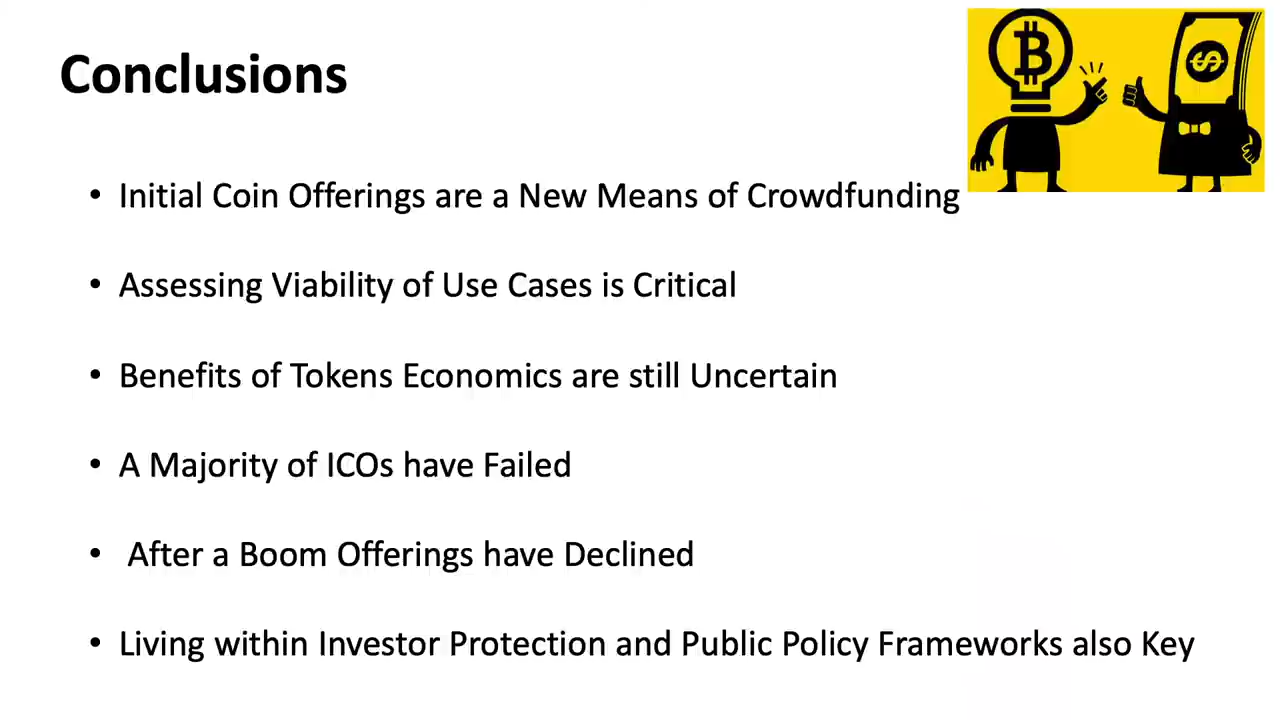 Conclusions
• Initial Coin Offerings are a New Means of Crowdfunding
• Assessing Viability of Use Cases is Critical
• Benefits of Tokens Economics are still Uncertain
• A Majority of ICOs have Failed
• After a Boom Offerings have Declined
• Living within Investor Protection and Public Policy Frameworks also Key